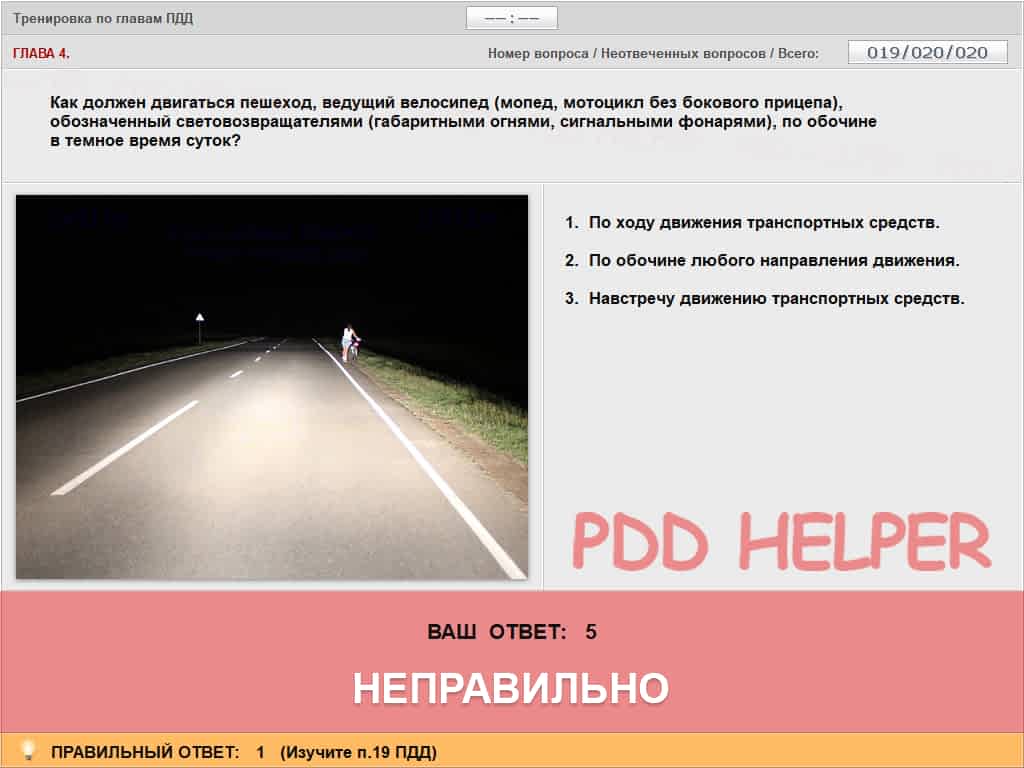 Тренировка по главам ПДД
—— : ——
ГЛАВА 4.
Номер вопроса / Неотвеченных вопросов / Всего:
019/020/020
Как должен двигаться пешеход, ведущий велосипед (мопед, мотоцикл без бокового прицепа),
обозначенный световозвращателями (габаритными огнями, сигнальными фонарями), по обочине
в темное время суток?
1. По ходу движения транспортных средств.
2. По обочине любого направления движения.
3. Навстречу движению транспортных средств.
PDD HELPER
ВАШ ОТВЕТ: 5
НЕПРАВИЛЬНО
ПРАВИЛЬНЫЙ ОТВЕТ: 1 (Изучите п.19 ПДД)